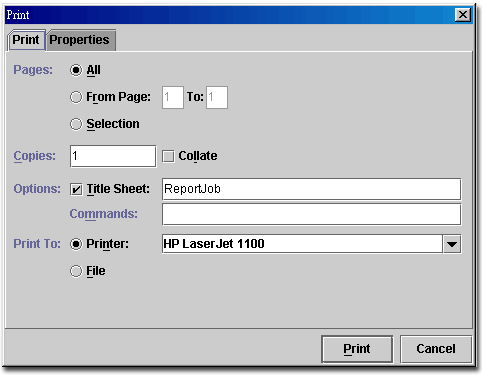 Print
Print Properties
Pages: All
From Page: 1 To: 1
Selection
Copies: 1 Collate
Options: Title Sheet: ReportJob
Commands:
Print To: Printer: HP LaserJet 1100
File
Print Cancel